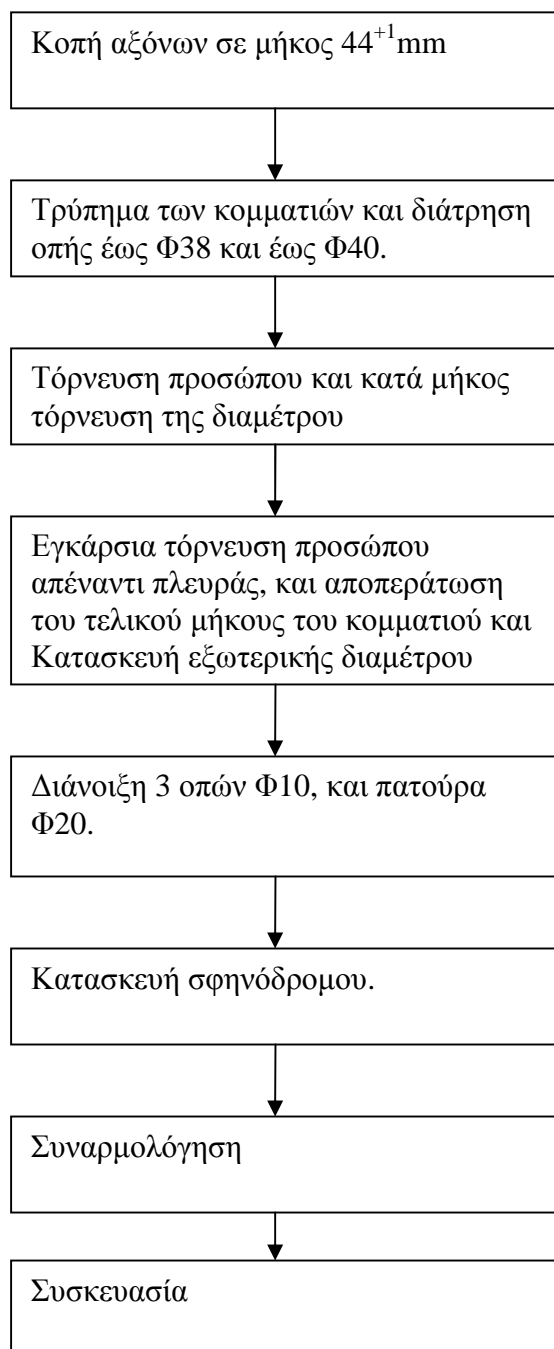 Κοπή αξόνων σε μήκος 44⁺¹mm
Τρύπημα των κομματιών και διάτρηση
οπής έως Φ38 και έως Φ40.
Τόρνευση προσώπου και κατά μήκος
τόρνευση της διαμέτρου
Εγκάρσια τόρνευση προσώπου
απέναντι πλευράς, και αποπεράτωση
του τελικού μήκους του κομματιού και
Κατασκευή εξωτερικής διαμέτρου
Διάνοιξη 3 οπών Φ10, και πατούρα
Φ20.
Κατασκευή σφηνόδρομου.
Συναρμολόγηση
Συσκευασία